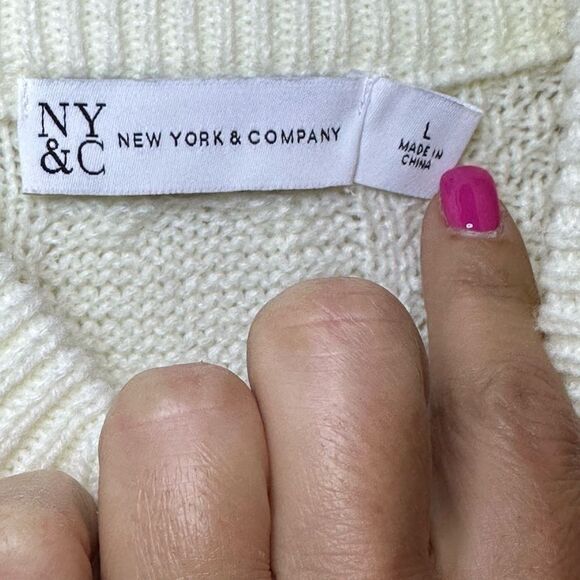 NY
&C
NEW YORK & COMPANY
L
MADE IN
CHINA